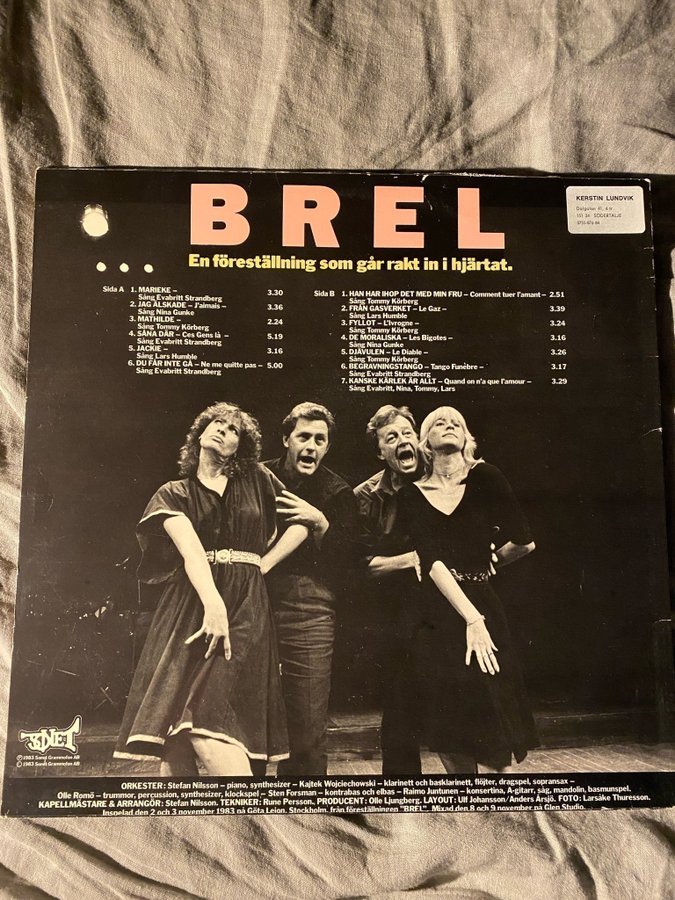 BREL
En föreställning som går rakt in i hjärtat.
KERSTIN LUNDVIK
151 34 SÖDERTÄLJE
Sida A 1. MARIEKE – 3.30
Sång Evabritt Strandberg
2. JAG ÄLSKADE – J'aimais – 3.36
Sång Nina Gunke
3. MATHILDE – 2.24
Sång Tommy Körberg
4. SÅNA DÄR – Ces Gens là – 5.19
Sång Evabritt Strandberg
5. JACKIE – 3.16
Sång Lars Humble
6. DU FÅR INTE GÅ – Ne me quitte pas – 5.00
Sång Evabritt Strandberg
Sida B 1. HAN HAR IHOP DET MED MIN FRU – Comment tuer l'amant – 2.51
Sång Tommy Körberg
2. FRÅN GASVERKET – Le Gaz – 3.39
Sång Lars Humble
3. FYLLOT – L'Ivrogne – 3.24
Sång Tommy Körberg
4. DE MORALISKA – Les Bigotes – 3.16
Sång Nina Gunke
5. DJÄVULEN – Le Diable – 3.26
Sång Tommy Körberg
6. BEGRAVNINGSTANGO – Tango Funèbre – 3.17
Sång Evabritt Strandberg
7. KANSKE KÄRLEK ÄR ALLT – Quand on n'a que l'amour – 3.29
Sång Evabritt, Nina, Tommy, Lars
Ⓟ 1983 Sonet Grammofon AB
© 1983 Sonet Grammofon AB
ORKESTER: Stefan Nilsson – piano, synthesizer – Kajtek Wojciechowski – klarinett och basklarinett, flöjter, dragspel, sopransax –
Olle Romö – trummor, percussion, synthesizer, klockspel – Sten Forsman – kontrabas och elbas – Raimo Juntunen – konsertina, A-gitarr, såg, mandolin, basmunspel.
KAPELLMÄSTARE & ARRANGÖR: Stefan Nilsson. TEKNIKER: Rune Persson. PRODUCENT: Olle Ljungberg. LAYOUT: Ulf Johansson/Anders Årsjö. FOTO: Larsåke Thuresson.
Inspelad den 2 och 3 november 1983 på Göta Lejon, Stockholm, från föreställningen "BREL". Mixad den 8 och 9 november på Glen Studio.